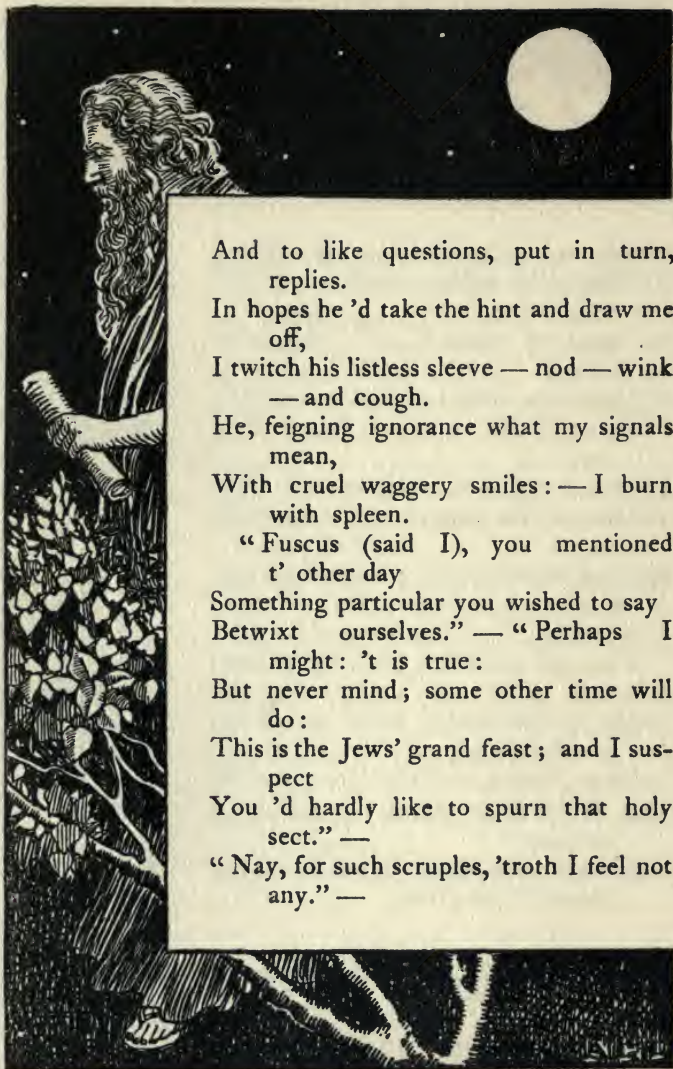 And to like questions, put in turn,
replies.
In hopes he 'd take the hint and draw me
off,
I twitch his listless sleeve — nod — wink
— and cough.
He, feigning ignorance what my signals
mean,
With cruel waggery smiles : — I burn
with spleen.
“ Fuscus (said I), you mentioned
t' other day
Something particular you wished to say
Betwixt ourselves.” — “ Perhaps I
might : 't is true :
But never mind ; some other time will
do :
This is the Jews' grand feast ; and I sus-
pect
You 'd hardly like to spurn that holy
sect.” —
“ Nay, for such scruples, 'troth I feel not
any.” —